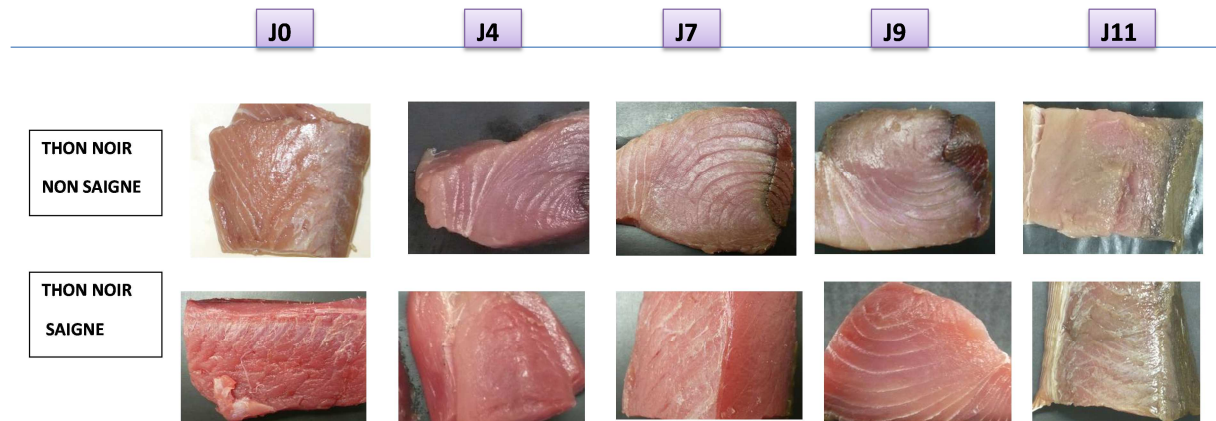 J0 J4 J7 J9 J11
THON NOIR
NON SAIGNE
THON NOIR
SAIGNE